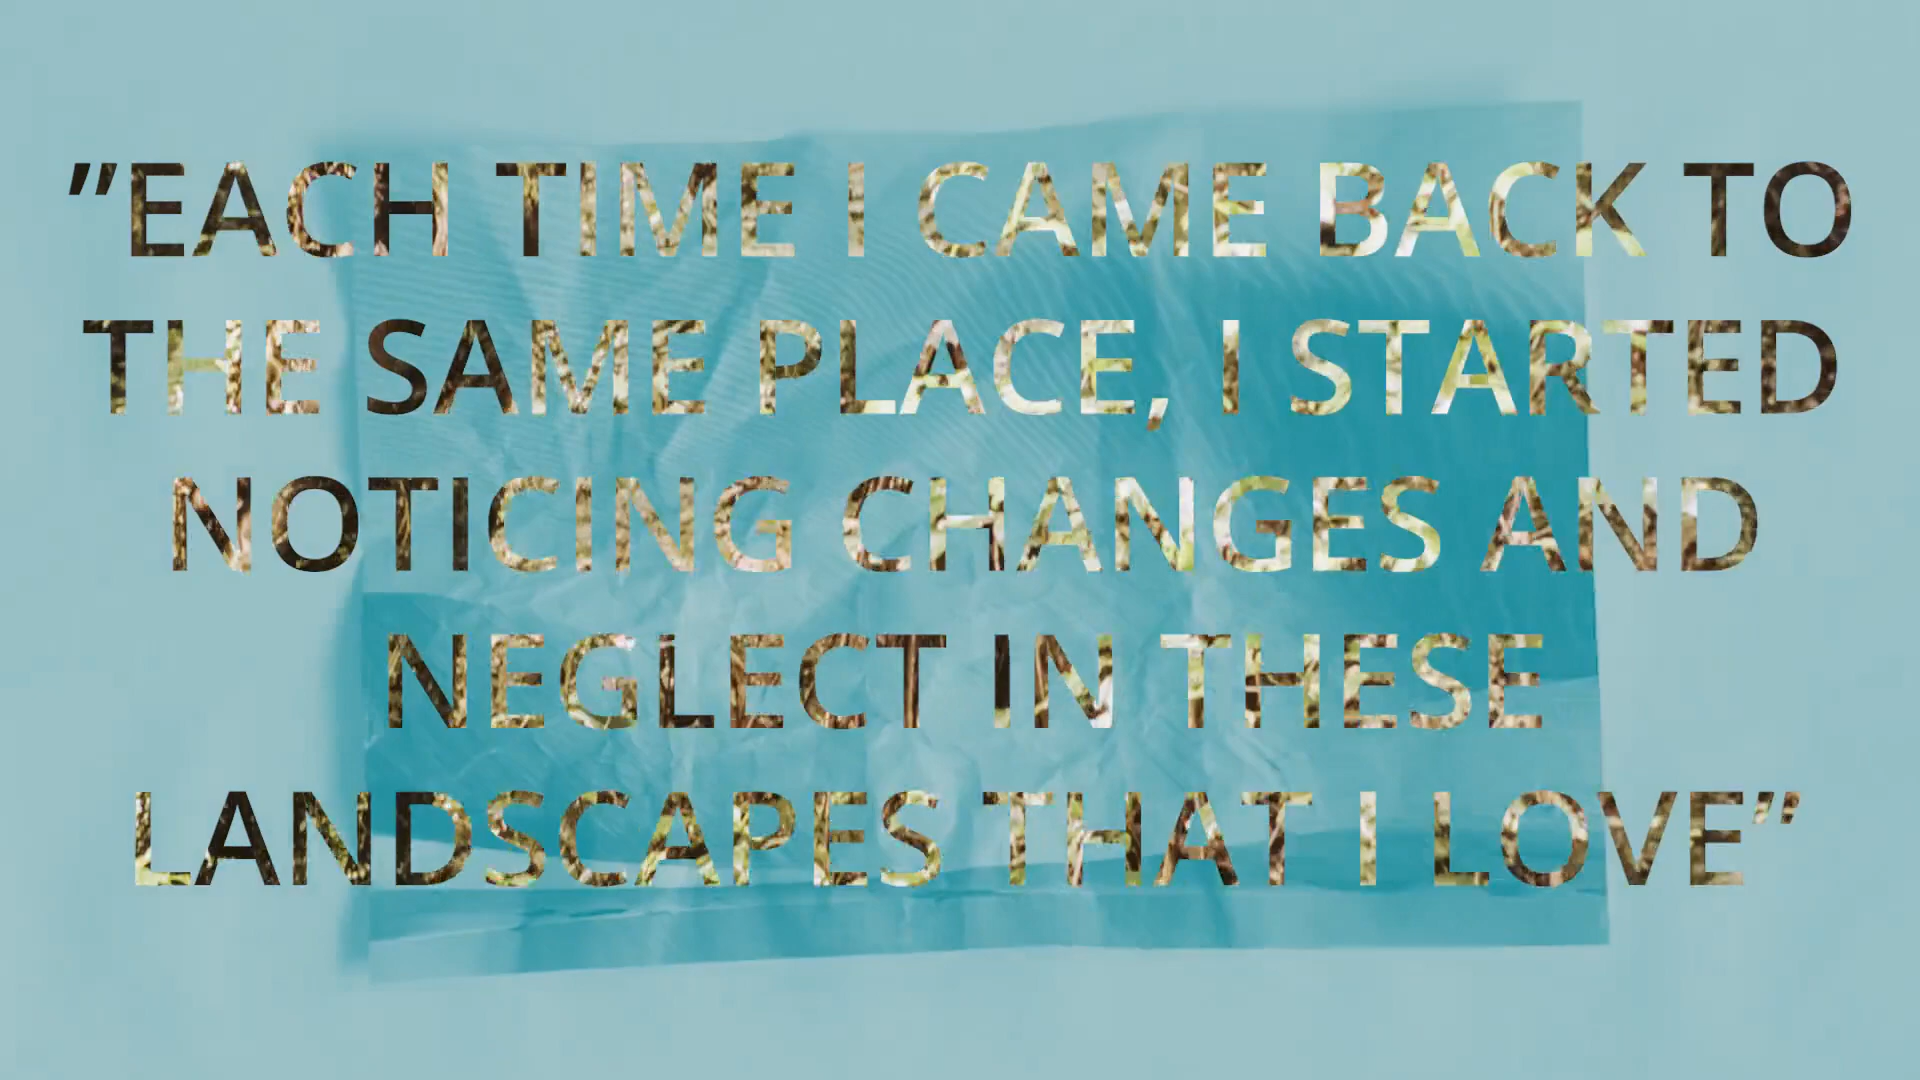 ”EACH TIME I CAME BACK TO
THE SAME PLACE, I STARTED
NOTICING CHANGES AND
NEGLECT IN THESE
LANDSCAPES THAT I LOVE”